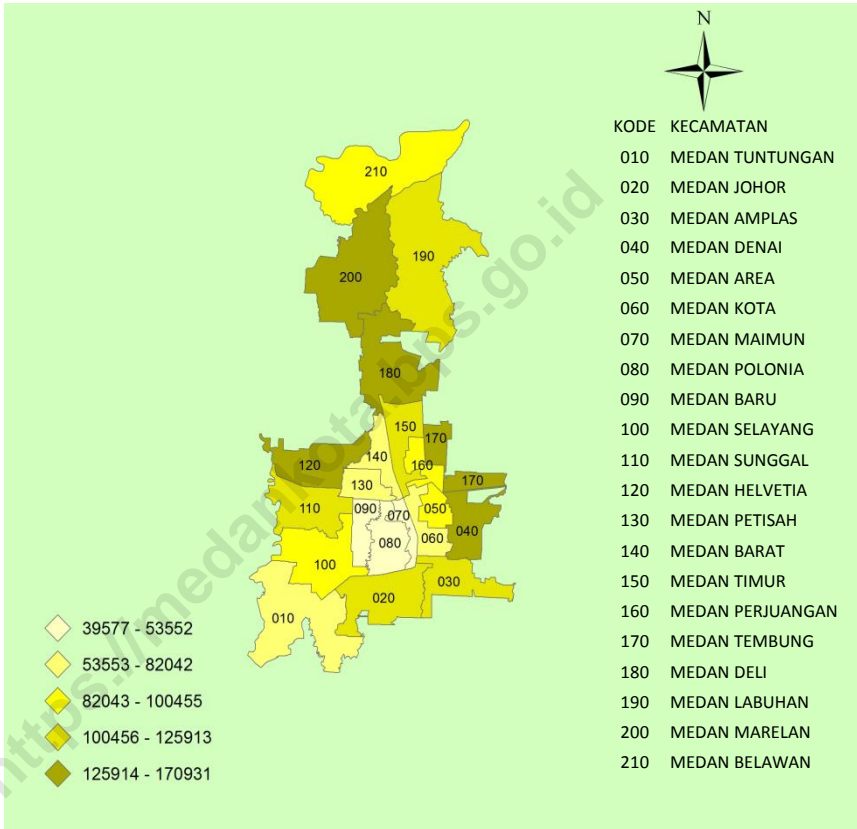 N
KODE KECAMATAN
010 MEDAN TUNTUNGAN
020 MEDAN JOHOR
030 MEDAN AMPLAS
040 MEDAN DENAI
050 MEDAN AREA
060 MEDAN KOTA
070 MEDAN MAIMUN
080 MEDAN POLONIA
090 MEDAN BARU
100 MEDAN SELAYANG
110 MEDAN SUNGGAL
120 MEDAN HELVETIA
130 MEDAN PETISAH
140 MEDAN BARAT
150 MEDAN TIMUR
160 MEDAN PERJUANGAN
170 MEDAN TEMBUNG
180 MEDAN DELI
190 MEDAN LABUHAN
200 MEDAN MARELAN
210 MEDAN BELAWAN
210
190
200
180
150
170
140
160
120
170
130
110
090
070
050
040
060
080
100
030
020
010
39577 - 53552
53553 - 82042
82043 - 100455
100456 - 125913
125914 - 170931
https://medankota.bps.go.id